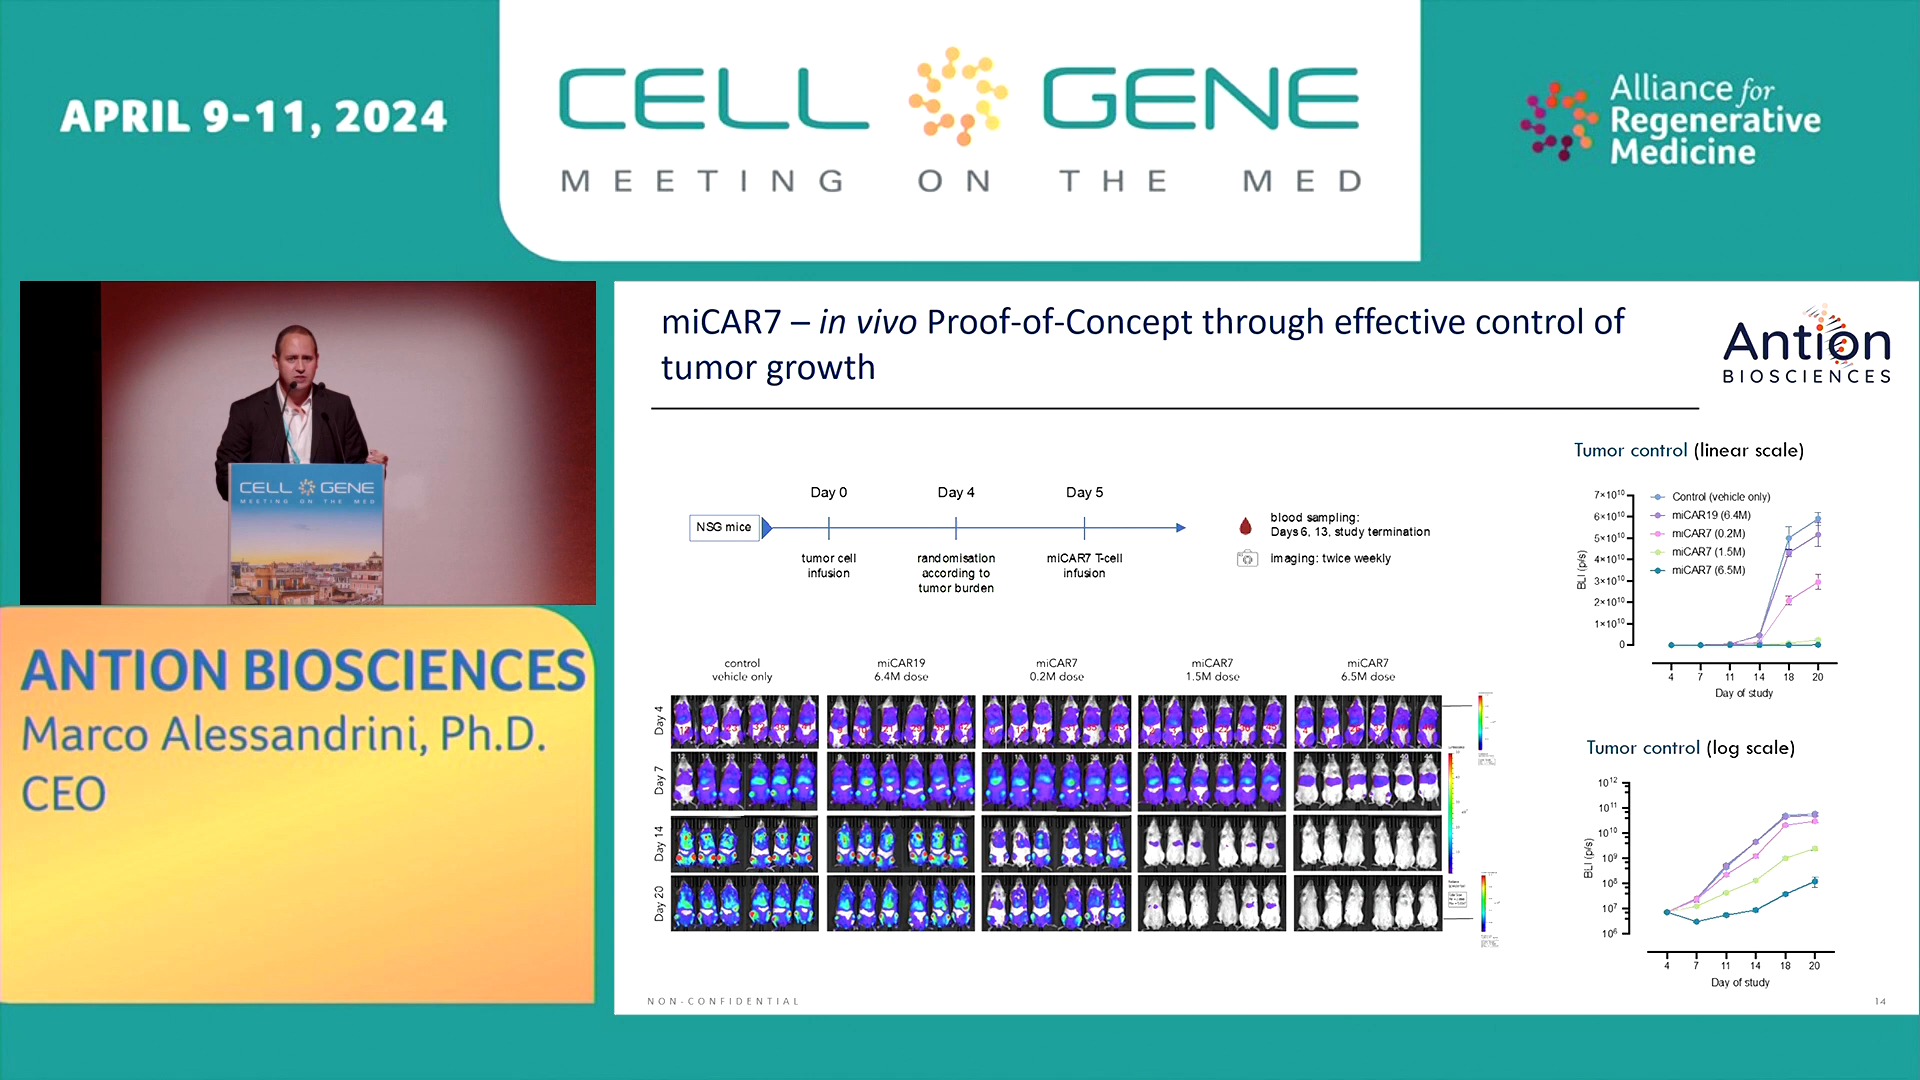 APRIL 9-11, 2024
CELL GENE
MEETING ON THE MED
Alliance for
Regenerative
Medicine
CELL GENE
MEETING ON THE MED
ANTION BIOSCIENCES
Marco Alessandrini, Ph.D.
CEO
miCAR7 – in vivo Proof-of-Concept through effective control of
tumor growth
Antion
BIOSCIENCES
NSG mice
Day 0
Day 4
Day 5
tumor cell
infusion
randomisation
according to
tumor burden
miCAR7 T-cell
infusion
blood sampling:
Days 6, 13, study termination
imaging: twice weekly
control
vehicle only
miCAR19
6.4M dose
miCAR7
0.2M dose
miCAR7
1.5M dose
miCAR7
6.5M dose
Day 4
Day 7
Day 14
Day 20
Tumor control (linear scale)
7×10¹⁰
6×10¹⁰
5×10¹⁰
4×10¹⁰
3×10¹⁰
2×10¹⁰
1×10¹⁰
0
BLI (p/s)
Control (vehicle only)
miCAR19 (6.4M)
miCAR7 (0.2M)
miCAR7 (1.5M)
miCAR7 (6.5M)
4 7 11 14 18 20
Day of study
Tumor control (log scale)
10¹²
10¹¹
10¹⁰
10⁹
10⁸
10⁷
10⁶
BLI (p/s)
4 7 11 14 18 20
Day of study
NON-CONFIDENTIAL
14